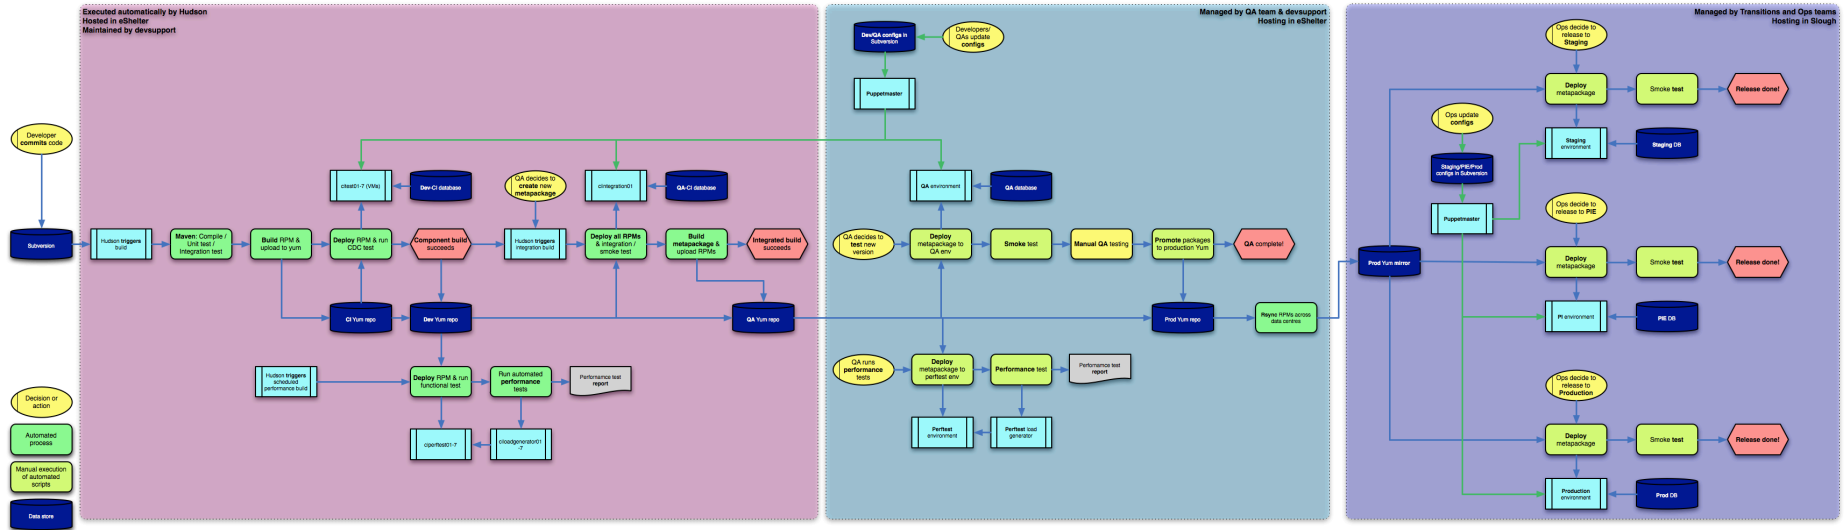 Executed automatically by Hudson
Hosted in eShelter
Maintained by devsupport
Managed by QA team & devsupport
Hosting in eShelter
Managed by Transitions and Ops teams
Hosting in Slough
Dev/QA configs in
Subversion
Developers/
QAs update
configs
Puppetmaster
Ops decide to
release to
Staging
Deploy
metapackage
Smoke test
Release done!
Ops update
configs
Staging
environment
Staging DB
Staging/PIE/Prod
configs in Subversion
Puppetmaster
Developer
commits code
citest01-7 (VMs)
Dev-CI database
QA decides to
create new
metapackage
cintegration01
QA-CI database
QA environment
QA database
Ops decide to
release to PIE
Subversion
Hudson triggers
build
Maven: Compile /
Unit test /
Integration test
Build RPM &
upload to yum
Deploy RPM & run
CDC test
Component build
succeeds
Hudson triggers
integration build
Deploy all RPMs
& integration /
smoke test
Build
metapackage &
upload RPMs
Integrated build
succeeds
QA decides to
test new
version
Deploy
metapackage to
QA env
Smoke test
Manual QA testing
Promote packages
to production Yum
QA complete!
Prod Yum mirror
Deploy
metapackage
Smoke test
Release done!
CI Yum repo
Dev Yum repo
QA Yum repo
Prod Yum repo
Rsync RPMs across
data centres
PI environment
PIE DB
Hudson triggers
scheduled
performance build
Deploy RPM & run
functional test
Run automated
performance
tests
Performance test
report
QA runs
performance
tests
Deploy
metapackage to
perftest env
Performance test
Performance test
report
Ops decide to
release to
Production
Decision or
action
Automated
process
Manual execution
of automated
scripts
Data store
ciperftest01-7
ciloadgenerator01
-7
Perftest
environment
Perftest load
generator
Deploy
metapackage
Smoke test
Release done!
Production
environment
Prod DB